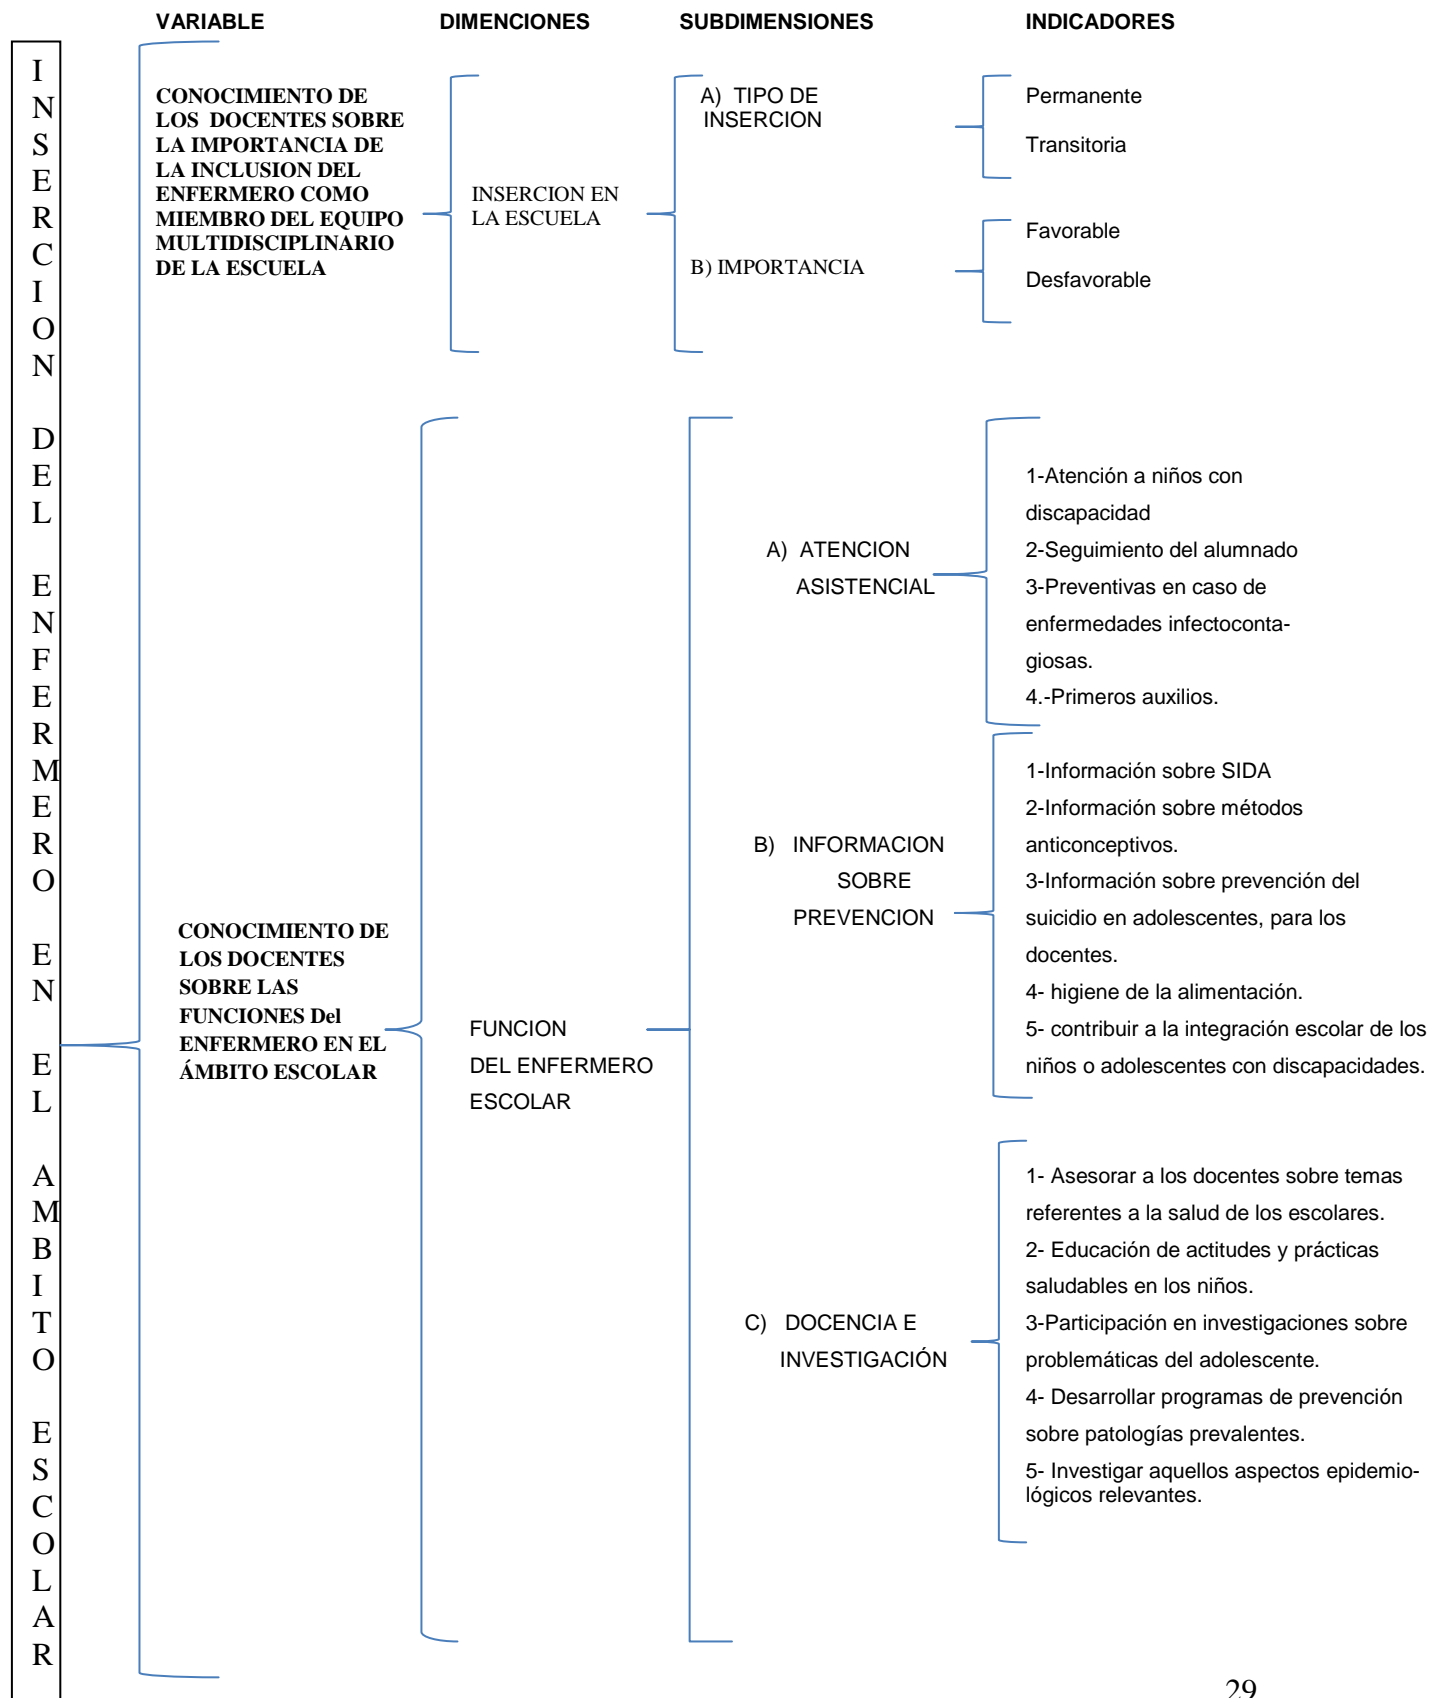 VARIABLE DIMENCIONES SUBDIMENSIONES INDICADORES
INSERCION DEL ENFERMERO EN EL AMBITO ESCOLAR
CONOCIMIENTO DE
LOS DOCENTES SOBRE
LA IMPORTANCIA DE
LA INCLUSION DEL
ENFERMERO COMO
MIEMBRO DEL EQUIPO
MULTIDISCIPLINARIO
DE LA ESCUELA
INSERCION EN
LA ESCUELA
A) TIPO DE
INSERCION
Permanente
Transitoria
B) IMPORTANCIA
Favorable
Desfavorable
CONOCIMIENTO DE
LOS DOCENTES
SOBRE LAS
FUNCIONES Del
ENFERMERO EN EL
ÁMBITO ESCOLAR
FUNCION
DEL ENFERMERO
ESCOLAR
A) ATENCION
ASISTENCIAL
1-Atención a niños con
discapacidad
2-Seguimiento del alumnado
3-Preventivas en caso de
enfermedades infectoconta-
giosas.
4.-Primeros auxilios.
B) INFORMACION
SOBRE
PREVENCION
1-Información sobre SIDA
2-Información sobre métodos
anticonceptivos.
3-Información sobre prevención del
suicidio en adolescentes, para los
docentes.
4- higiene de la alimentación.
5- contribuir a la integración escolar de los
niños o adolescentes con discapacidades.
C) DOCENCIA E
INVESTIGACIÓN
1- Asesorar a los docentes sobre temas
referentes a la salud de los escolares.
2- Educación de actitudes y prácticas
saludables en los niños.
3-Participación en investigaciones sobre
problemáticas del adolescente.
4- Desarrollar programas de prevención
sobre patologías prevalentes.
5- Investigar aquellos aspectos epidemio-
lógicos relevantes.
29